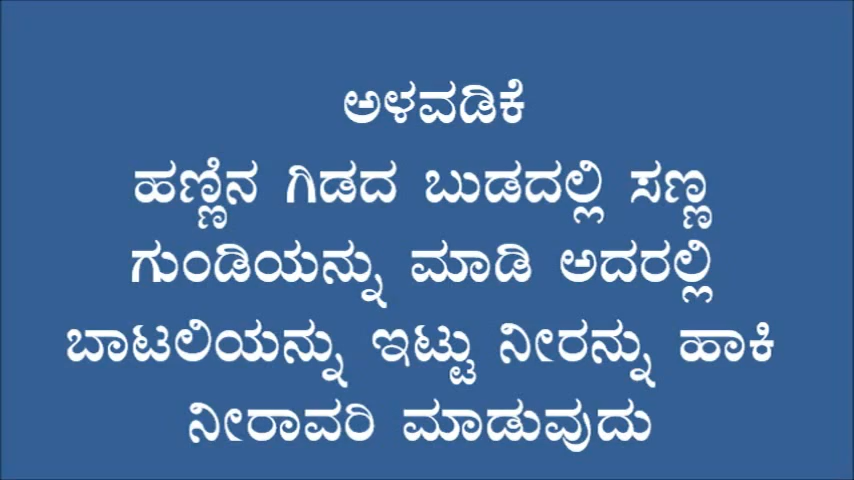 ಅಳವಡಿಕೆ
ಹಣ್ಣಿನ ಗಿಡದ ಬುಡದಲ್ಲಿ ಸಣ್ಣ
ಗುಂಡಿಯನ್ನು ಮಾಡಿ ಅದರಲ್ಲಿ
ಬಾಟಲಿಯನ್ನು ಇಟ್ಟು ನೀರನ್ನು ಹಾಕಿ
ನೀರಾವರಿ ಮಾಡುವುದು